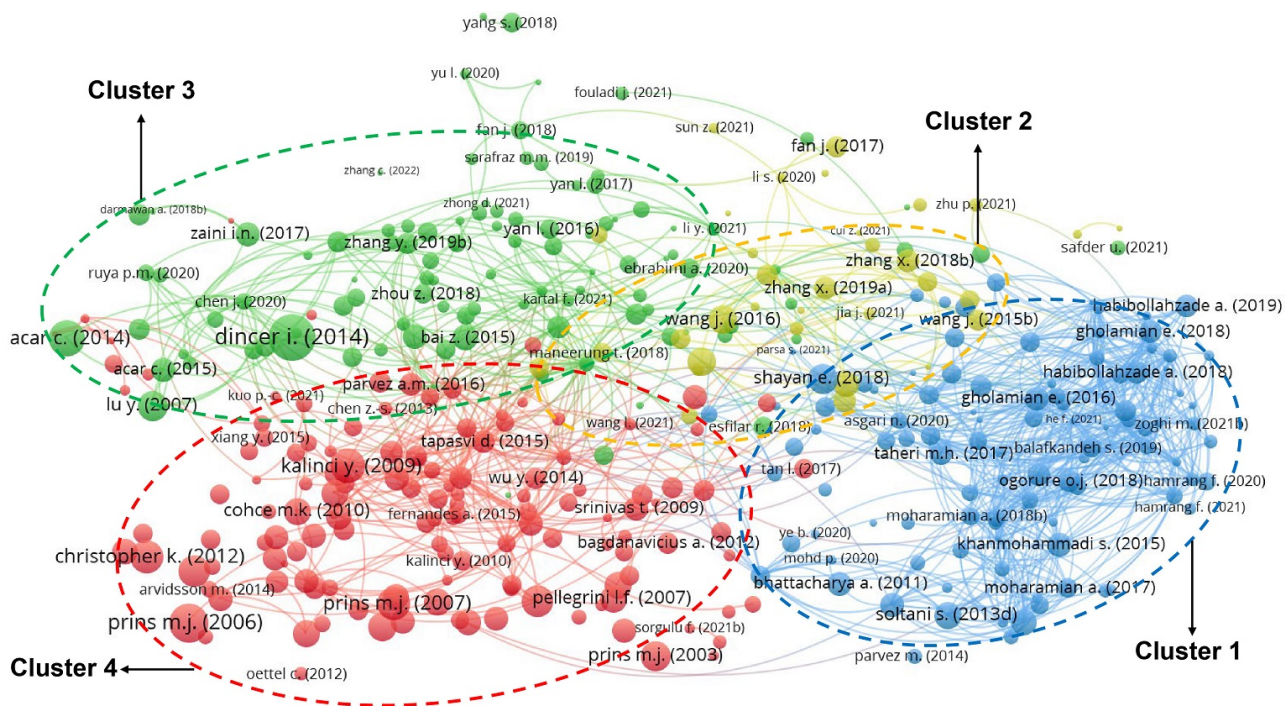 yang s. (2018)
yu l. (2020)
Cluster 3
fouladi j. (2021)
Cluster 2
fan j. (2018)
sun z. (2021)
fan j. (2017)
sarafraz m.m. (2019)
zhang c. (2022)
yan l. (2017)
li s. (2020)
darmawan a. (2018b)
zhong d. (2021)
zhu p. (2021)
zaini i.n. (2017)
zhang y. (2019b)
yan l. (2016)
li y. (2021)
cui z. (2021)
safder u. (2021)
ruya p.m. (2020)
ebrahimi a. (2020)
zhang x. (2018b)
zhou z. (2018)
zhang x. (2019a)
chen j. (2020)
kartal f. (2021)
habibollahzade a. (2019)
acar c. (2014)
dincer i. (2014)
bai z. (2015)
wang j. (2016)
jia j. (2021)
wang j. (2015b)
gholamian e. (2018)
maneerung t. (2018)
parsa s. (2021)
acar c. (2015)
parvez a.m. (2016)
shayan e. (2018)
habibollahzade a. (2018)
kuo p.-c. (2021)
gholamian e. (2016)
lu y. (2007)
chen z.-s. (2013)
wang l. (2021)
esfilar r. (2018)
asgari n. (2020)
he f. (2021)
zoghi m. (2021b)
xiang y. (2015)
tapasvi d. (2015)
balafkandeh s. (2019)
kalinci y. (2009)
tan l. (2017)
taheri m.h. (2017)
wu y. (2014)
ogorure o.j. (2018)
hamrang f. (2020)
cohce m.k. (2010)
fernandes a. (2015)
srinivas t. (2009)
moharamian a. (2018b)
hamrang f. (2021)
ye b. (2020)
christopher k. (2012)
kalinci y. (2010)
bagdanavicius a. (2012)
mohd p. (2020)
khanmohammadi s. (2015)
arvidsson m. (2014)
bhattacharya a. (2011)
moharamian a. (2017)
prins m.j. (2007)
pellegrini l.f. (2007)
soltani s. (2013d)
prins m.j. (2006)
sorgulu f. (2021b)
Cluster 1
prins m.j. (2003)
parvez m. (2014)
Cluster 4
oettel c. (2012)